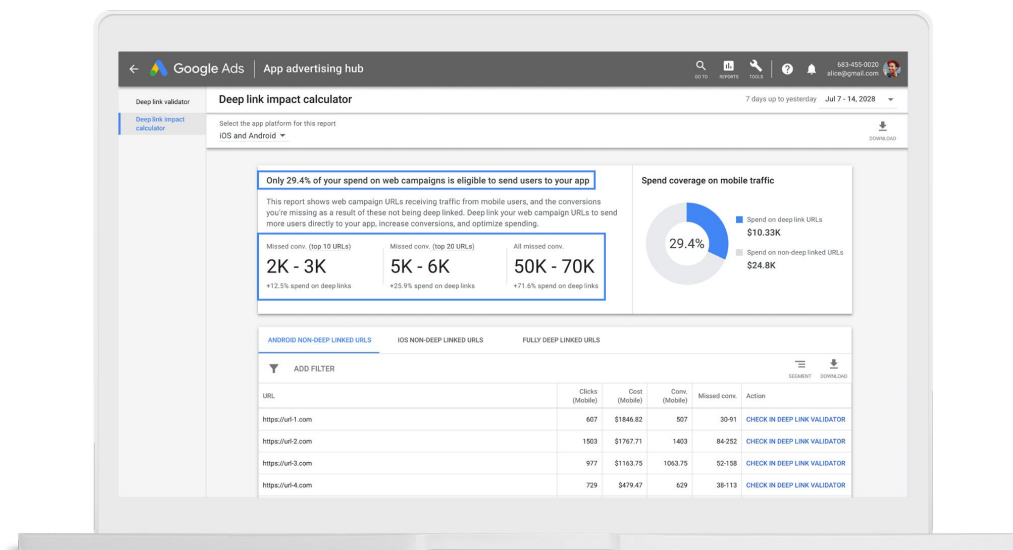 Google Ads App advertising hub
GO TO REPORTS TOOLS
683-455-0020
alice@gmail.com
Deep link validator
Deep link impact calculator
Deep link impact calculator
7 days up to yesterday Jul 7 - 14, 2028
Select the app platform for this report
iOS and Android
DOWNLOAD
Only 29.4% of your spend on web campaigns is eligible to send users to your app
This report shows web campaign URLs receiving traffic from mobile users, and the conversions
you're missing as a result of these not being deep linked. Deep link your web campaign URLs to send
more users directly to your app, increase conversions, and optimize spending.
Missed conv. (top 10 URLs) Missed conv. (top 20 URLs) All missed conv.
2K - 3K 5K - 6K 50K - 70K
+12.5% spend on deep links +25.9% spend on deep links +71.6% spend on deep links
Spend coverage on mobile traffic
29.4%
Spend on deep link URLs
$10.33K
Spend on non-deep linked URLs
$24.8K
ANDROID NON-DEEP LINKED URLS IOS NON-DEEP LINKED URLS FULLY DEEP LINKED URLS
ADD FILTER
SEGMENT DOWNLOAD
URL Clicks (Mobile) Cost (Mobile) Conv. (Mobile) Missed conv. Action
https://url-1.com 607 $1846.82 507 30-91 CHECK IN DEEP LINK VALIDATOR
https://url-2.com 1503 $1767.71 1403 84-252 CHECK IN DEEP LINK VALIDATOR
https://url-3.com 977 $1163.75 1063.75 52-158 CHECK IN DEEP LINK VALIDATOR
https://url-4.com 729 $479.47 629 38-113 CHECK IN DEEP LINK VALIDATOR